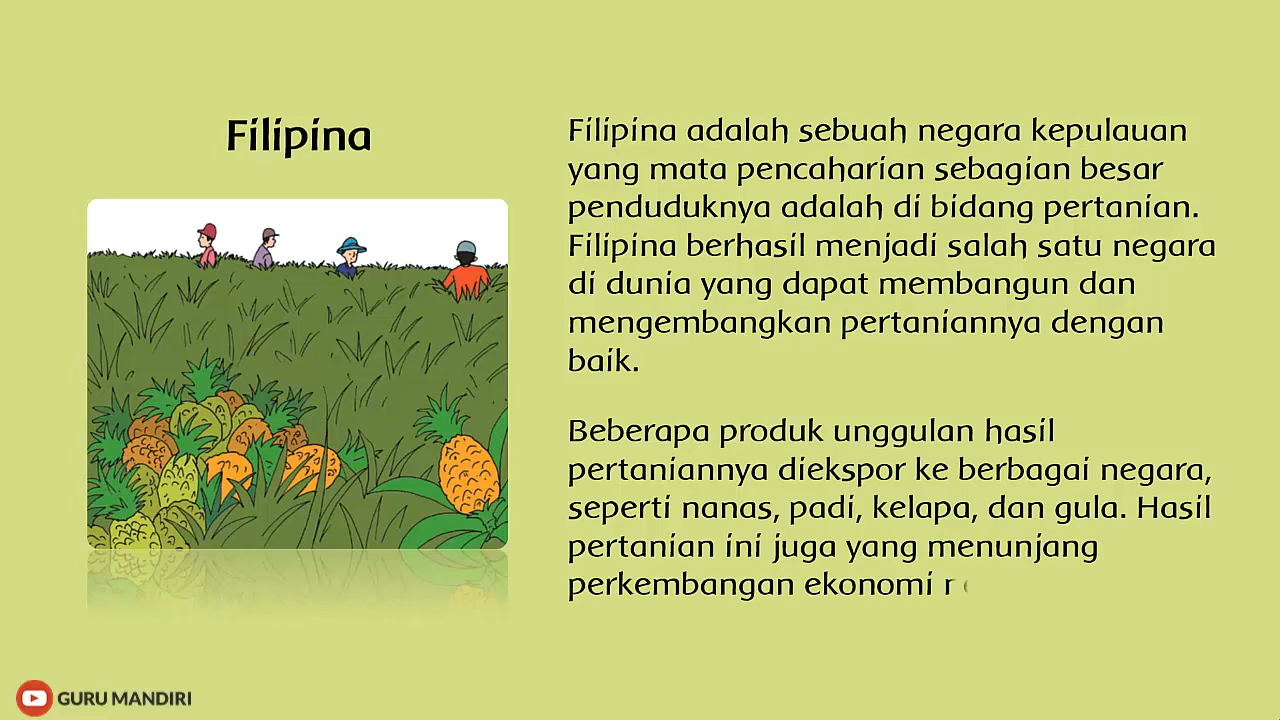 Filipina
Filipina adalah sebuah negara kepulauan
yang mata pencaharian sebagian besar
penduduknya adalah di bidang pertanian.
Filipina berhasil menjadi salah satu negara
di dunia yang dapat membangun dan
mengembangkan pertaniannya dengan
baik.
Beberapa produk unggulan hasil
pertaniannya diekspor ke berbagai negara,
seperti nanas, padi, kelapa, dan gula. Hasil
pertanian ini juga yang menunjang
perkembangan ekonomi
GURU MANDIRI